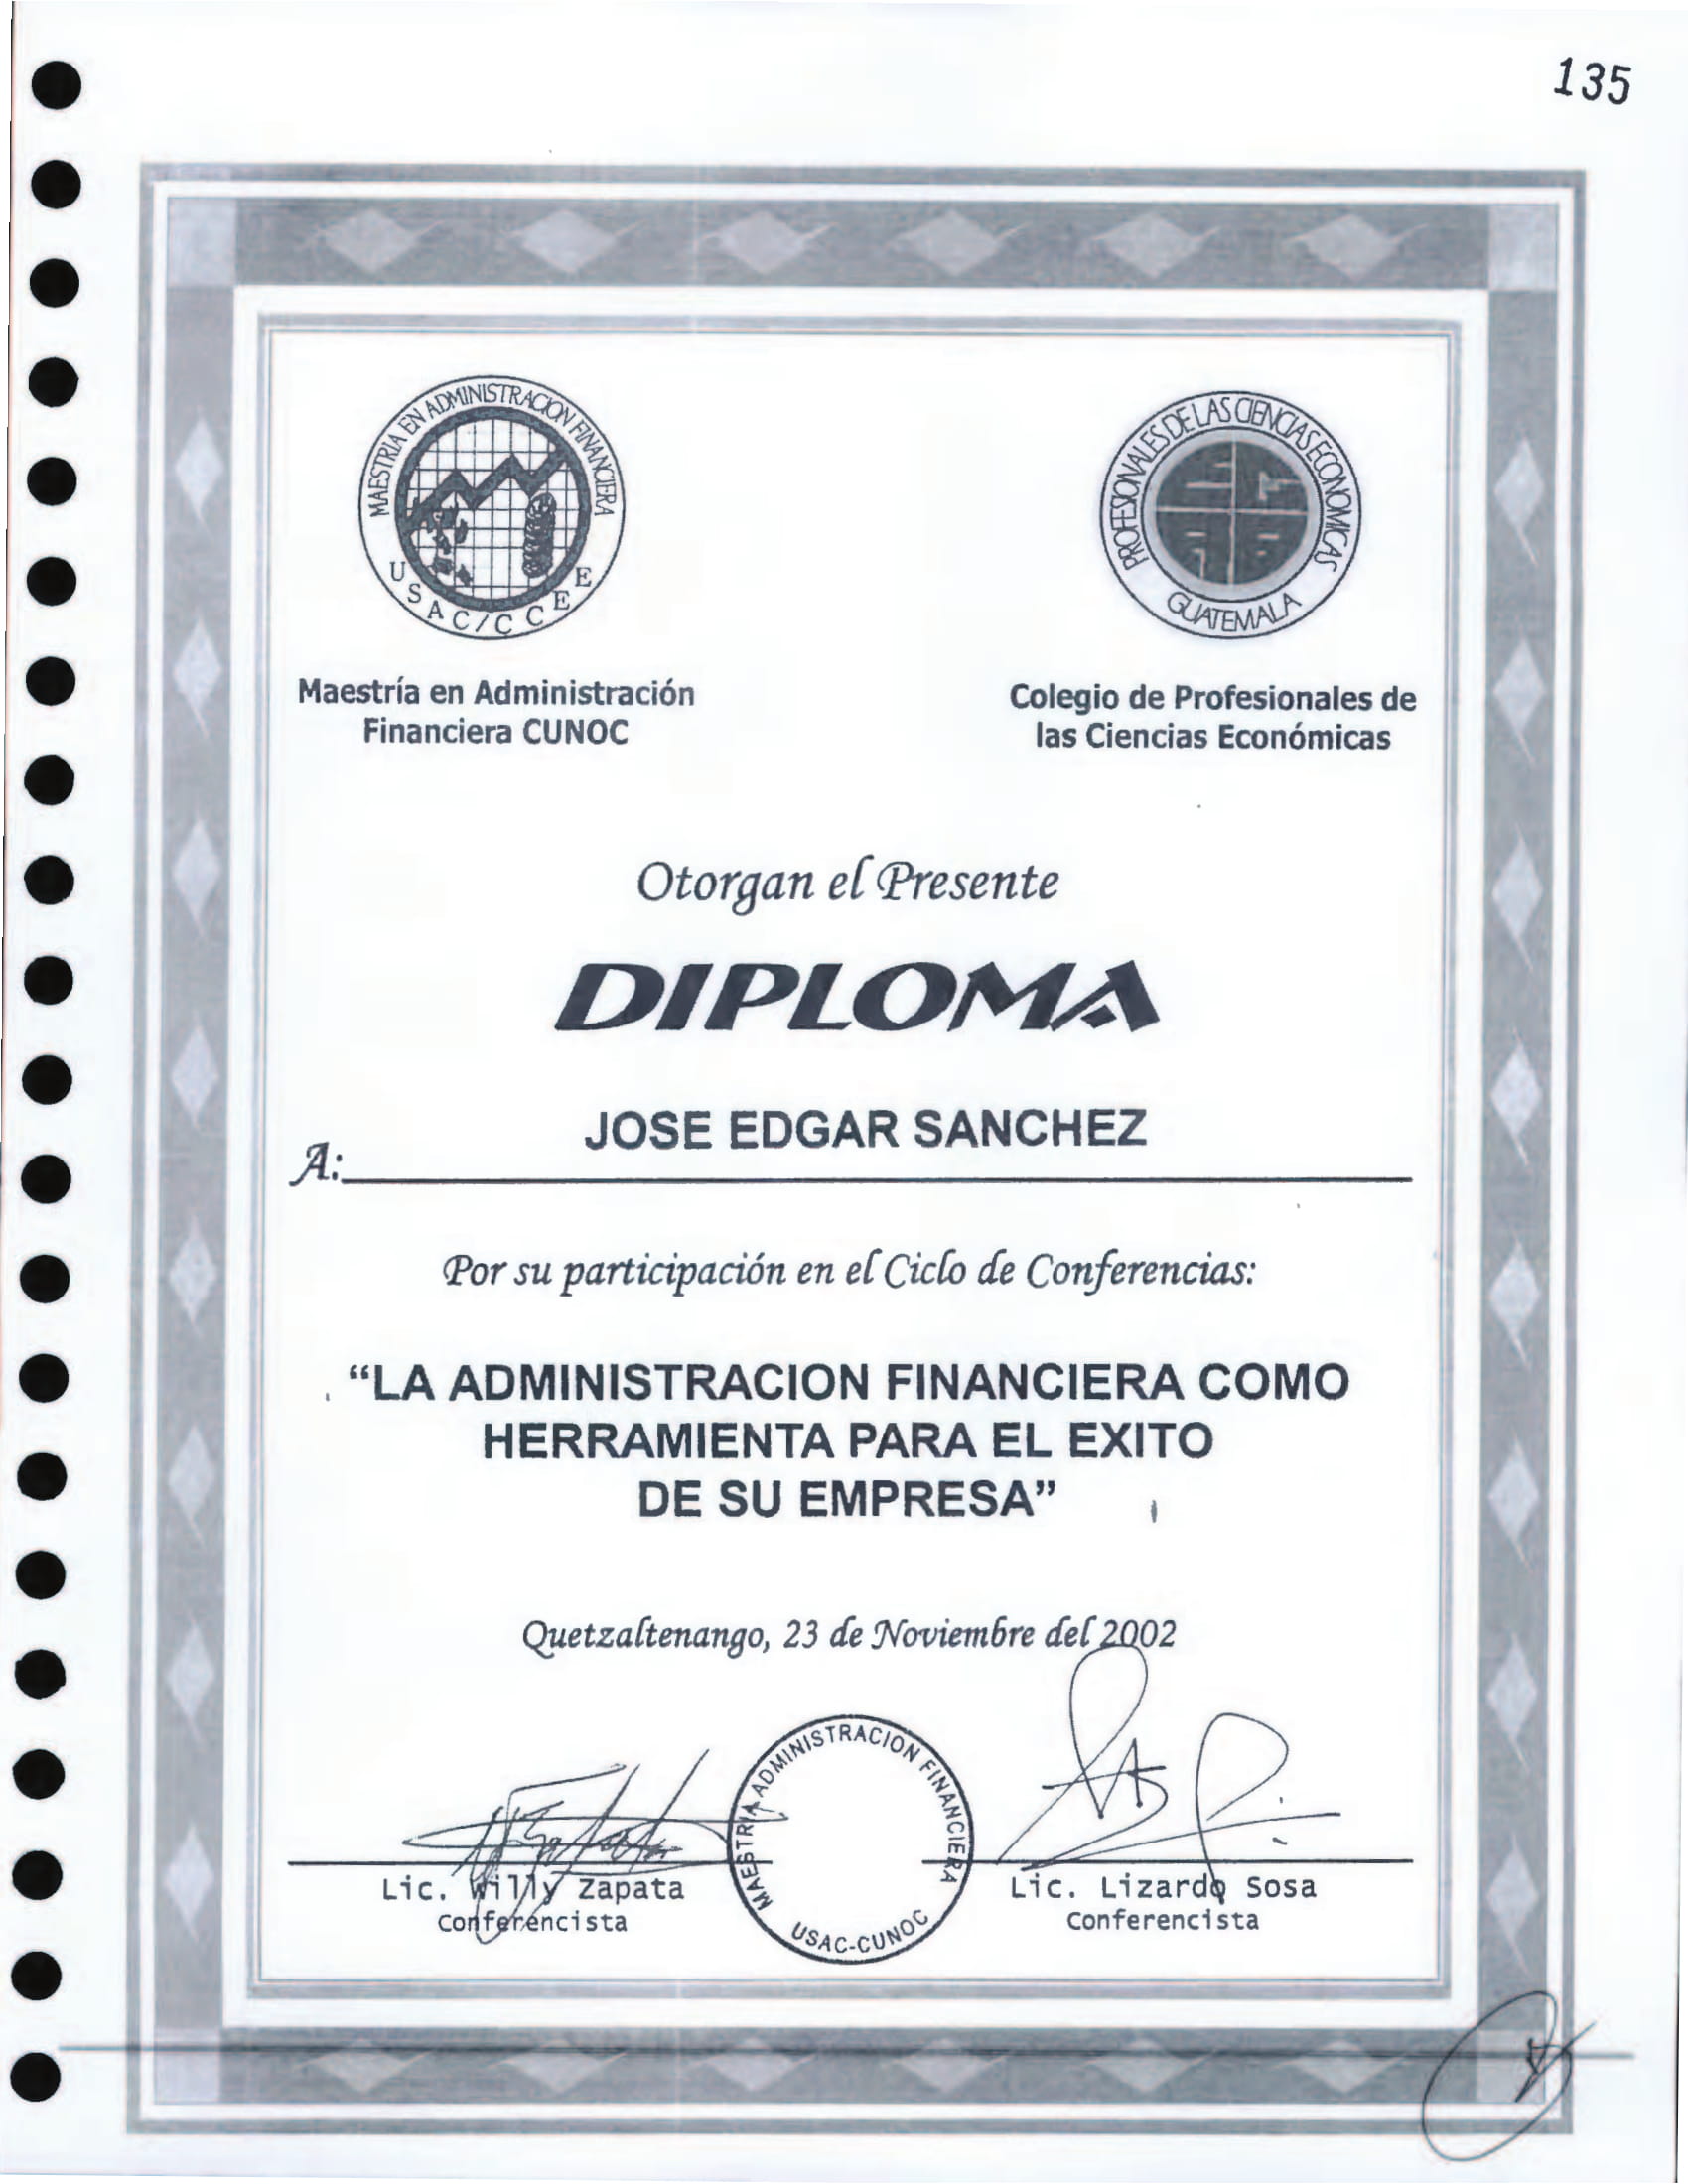 135
MAESTRIA EN ADMINISTRACION FINANCIERA
USAC/CCEE
PROFESIONALES DE LAS CIENCIAS ECONOMICAS
GUATEMALA
Maestría en Administración
Financiera CUNOC
Colegio de Profesionales de
las Ciencias Económicas
Otorgan el Presente
DIPLOMA
JOSE EDGAR SANCHEZ
A:
Por su participación en el Ciclo de Conferencias:
“LA ADMINISTRACION FINANCIERA COMO
HERRAMIENTA PARA EL EXITO
DE SU EMPRESA”
Quetzaltenango, 23 de Noviembre del 2002
MAESTRIA ADMINISTRACION FINANCIERA
USAC-CUNOC
Lic. Willy Zapata
Conferencista
Lic. Lizardo Sosa
Conferencista